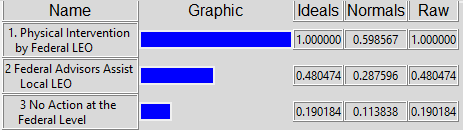 Name Graphic Ideals Normals Raw
1. Physical Intervention
by Federal LEO 1.000000 0.598567 1.000000
2 Federal Advisors Assist
Local LEO 0.480474 0.287596 0.480474
3 No Action at the
Federal Level 0.190184 0.113838 0.190184